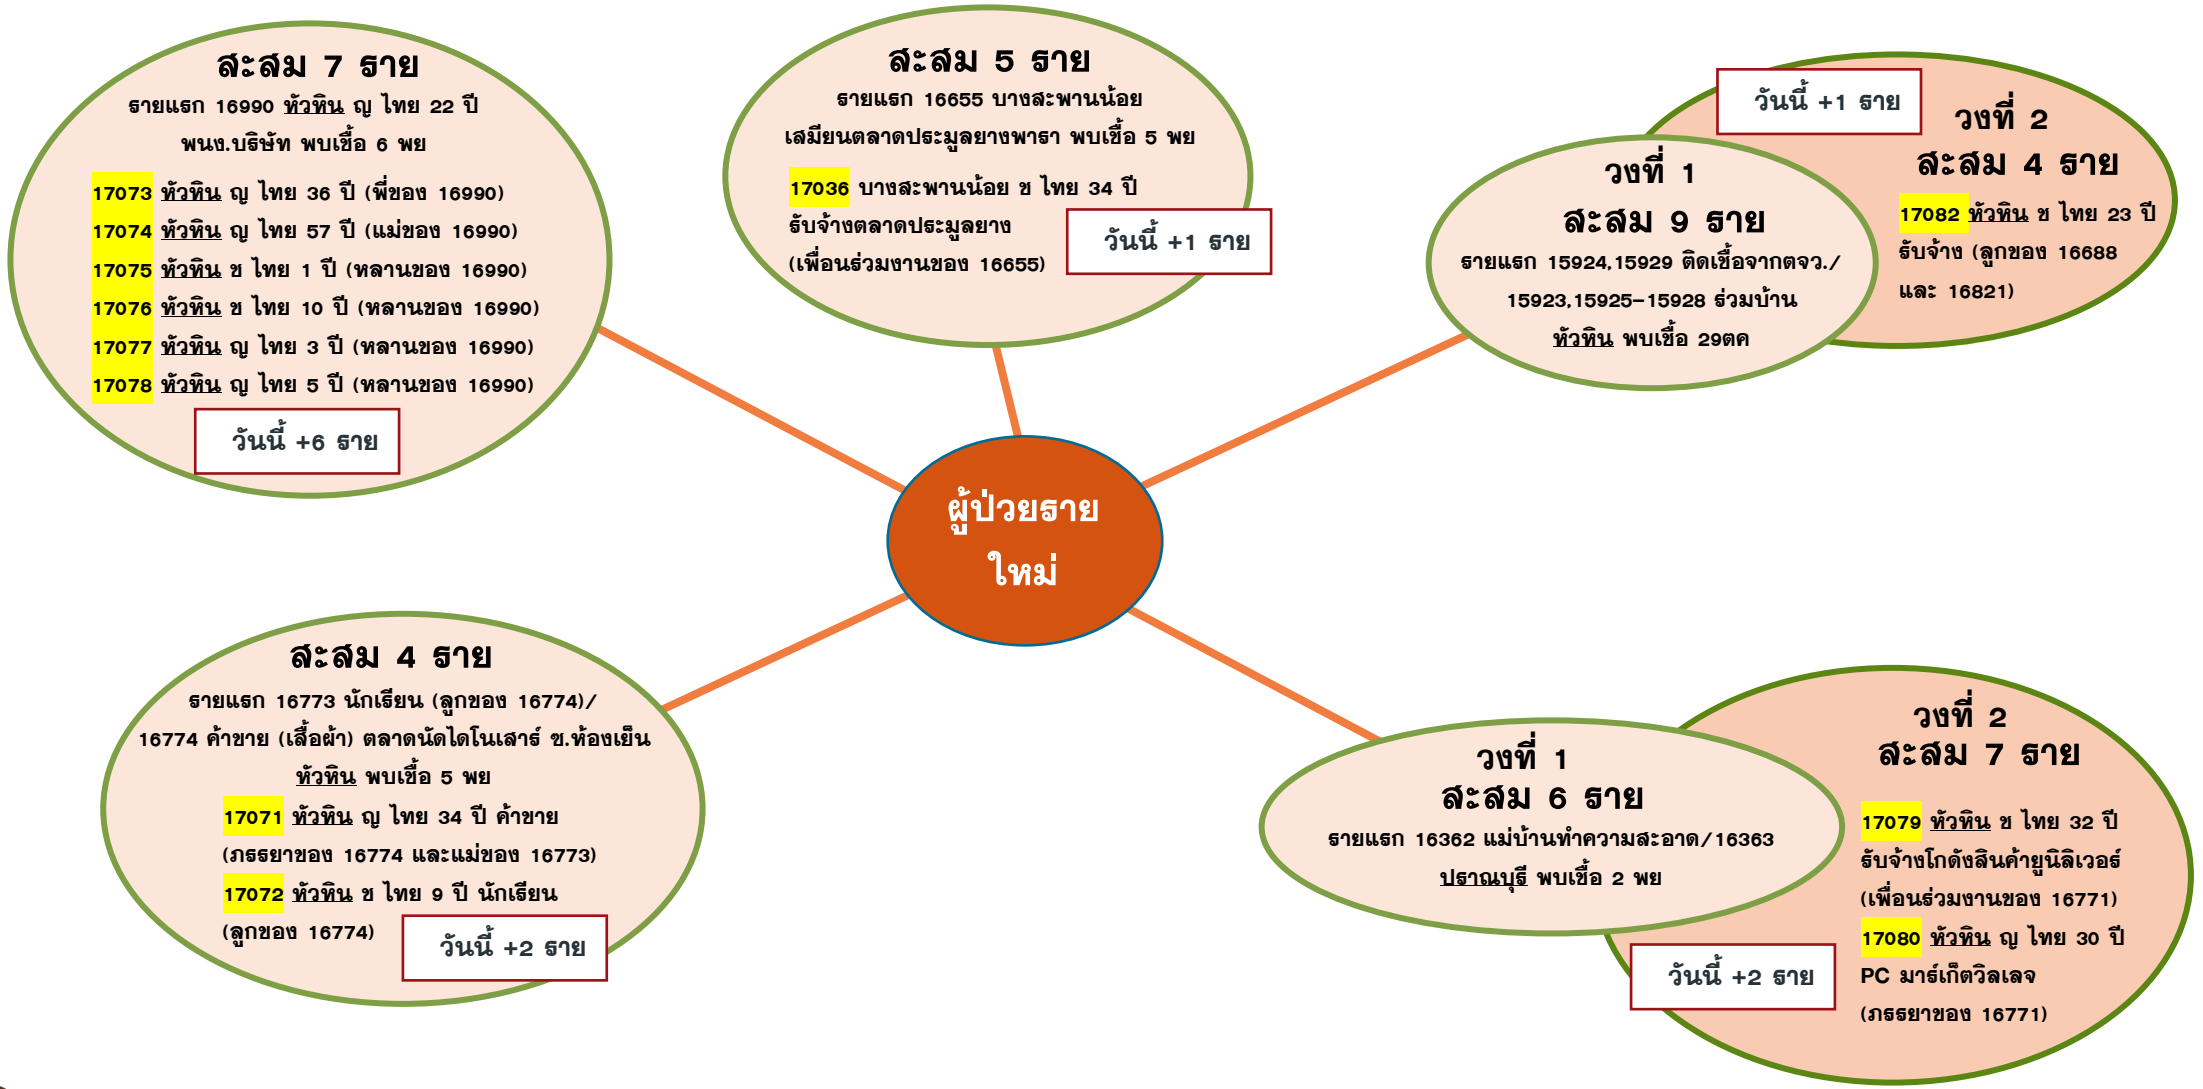 สะสม 7 ราย
รายแรก 16990 หัวหิน ญ ไทย 22 ปี
พนง.บริษัท พบเชื้อ 6 พย
17073 หัวหิน ญ ไทย 36 ปี (พี่ของ 16990)
17074 หัวหิน ญ ไทย 57 ปี (แม่ของ 16990)
17075 หัวหิน ช ไทย 1 ปี (หลานของ 16990)
17076 หัวหิน ช ไทย 10 ปี (หลานของ 16990)
17077 หัวหิน ญ ไทย 3 ปี (หลานของ 16990)
17078 หัวหิน ญ ไทย 5 ปี (หลานของ 16990)
วันนี้ +6 ราย
สะสม 5 ราย
รายแรก 16655 บางสะพานน้อย
เสมียนตลาดประมูลยางพารา พบเชื้อ 5 พย
17036 บางสะพานน้อย ช ไทย 34 ปี
รับจ้างตลาดประมูลยาง
(เพื่อนร่วมงานของ 16655)
วันนี้ +1 ราย
วันนี้ +1 ราย
วงที่ 1
สะสม 9 ราย
รายแรก 15924,15929 ติดเชื้อจากตจว./
15923,15925-15928 ร่วมบ้าน
หัวหิน พบเชื้อ 29ตค
วงที่ 2
สะสม 4 ราย
17082 หัวหิน ช ไทย 23 ปี
รับจ้าง (ลูกของ 16688
และ 16821)
ผู้ป่วยราย
ใหม่
สะสม 4 ราย
รายแรก 16773 นักเรียน (ลูกของ 16774)/
16774 ค้าขาย (เสื้อผ้า) ตลาดนัดไดโนเสาร์ ซ.ห้องเย็น
หัวหิน พบเชื้อ 5 พย
17071 หัวหิน ญ ไทย 34 ปี ค้าขาย
(ภรรยาของ 16774 และแม่ของ 16773)
17072 หัวหิน ช ไทย 9 ปี นักเรียน
(ลูกของ 16774)
วันนี้ +2 ราย
วงที่ 1
สะสม 6 ราย
รายแรก 16362 แม่บ้านทำความสะอาด/16363
ปราณบุรี พบเชื้อ 2 พย
วงที่ 2
สะสม 7 ราย
17079 หัวหิน ช ไทย 32 ปี
รับจ้างโกดังสินค้ายูนิลิเวอร์
(เพื่อนร่วมงานของ 16771)
17080 หัวหิน ญ ไทย 30 ปี
PC มาร์เก็ตวิลเลจ
(ภรรยาของ 16771)
วันนี้ +2 ราย